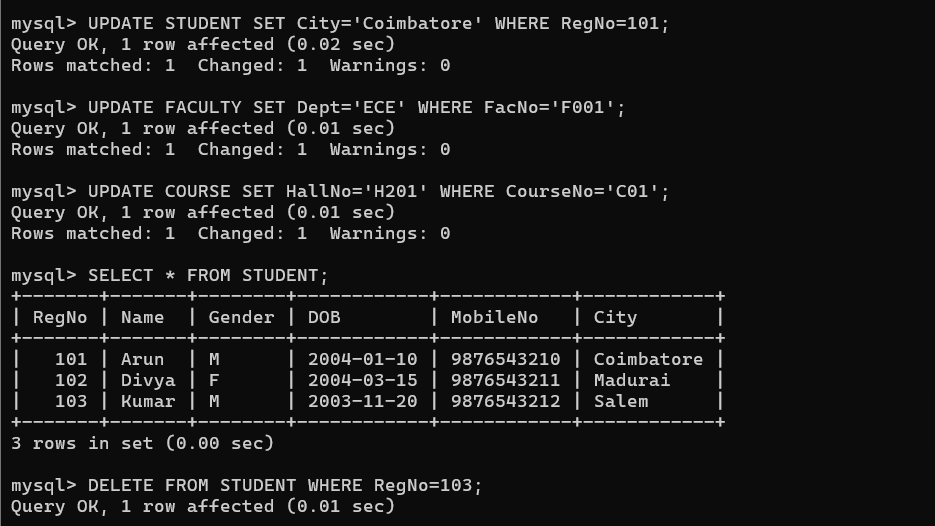 mysql> UPDATE STUDENT SET City='Coimbatore' WHERE RegNo=101;
Query OK, 1 row affected (0.02 sec)
Rows matched: 1  Changed: 1  Warnings: 0

mysql> UPDATE FACULTY SET Dept='ECE' WHERE FacNo='F001';
Query OK, 1 row affected (0.01 sec)
Rows matched: 1  Changed: 1  Warnings: 0

mysql> UPDATE COURSE SET HallNo='H201' WHERE CourseNo='C01';
Query OK, 1 row affected (0.01 sec)
Rows matched: 1  Changed: 1  Warnings: 0

mysql> SELECT * FROM STUDENT;
+-------+-------+--------+------------+------------+------------+
| RegNo | Name  | Gender | DOB        | MobileNo   | City       |
+-------+-------+--------+------------+------------+------------+
|   101 | Arun  | M      | 2004-01-10 | 9876543210 | Coimbatore |
|   102 | Divya | F      | 2004-03-15 | 9876543211 | Madurai    |
|   103 | Kumar | M      | 2003-11-20 | 9876543212 | Salem      |
+-------+-------+--------+------------+------------+------------+
3 rows in set (0.00 sec)

mysql> DELETE FROM STUDENT WHERE RegNo=103;
Query OK, 1 row affected (0.01 sec)